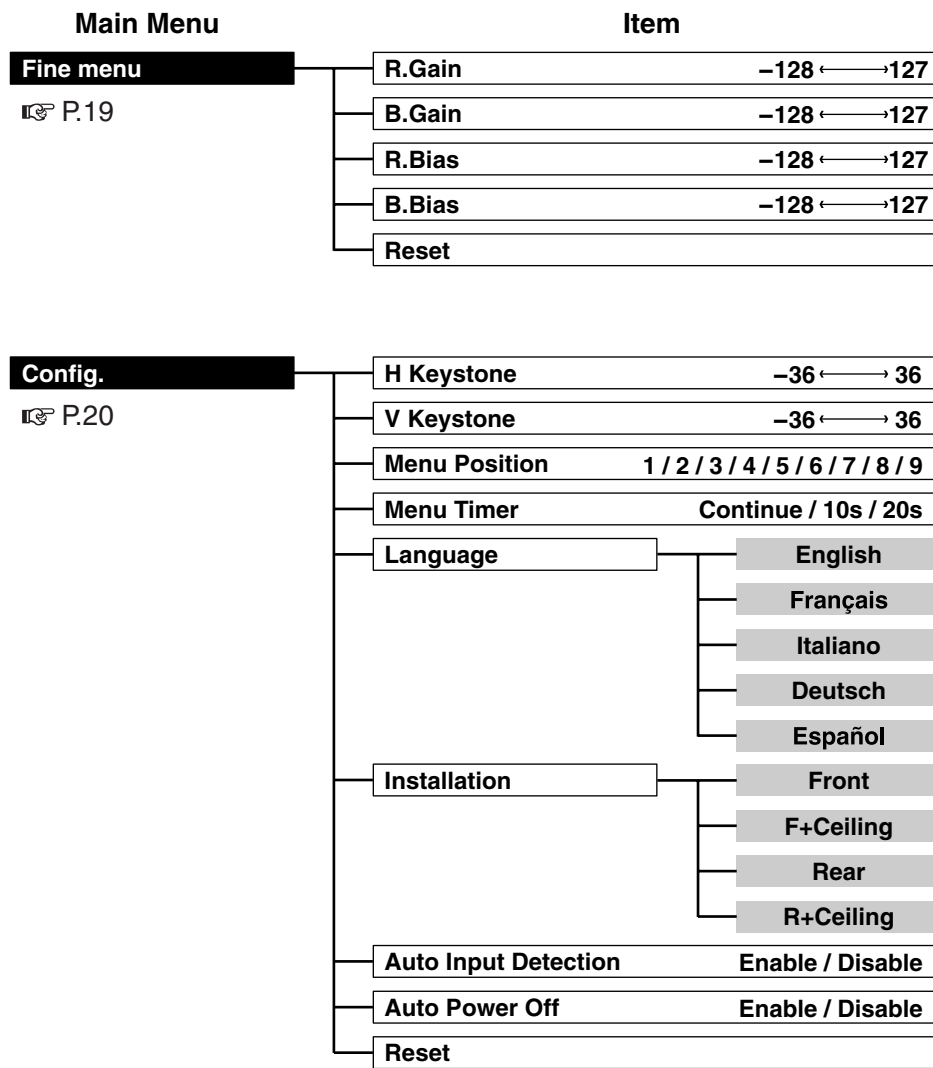 Main Menu Item
Fine menu R.Gain −128 ←→ 127
☞ P.19 B.Gain −128 ←→ 127
R.Bias −128 ←→ 127
B.Bias −128 ←→ 127
Reset
Config. H Keystone −36 ←→ 36
☞ P.20 V Keystone −36 ←→ 36
Menu Position 1 / 2 / 3 / 4 / 5 / 6 / 7 / 8 / 9
Menu Timer Continue / 10s / 20s
Language English
Français
Italiano
Deutsch
Español
Installation Front
F+Ceiling
Rear
R+Ceiling
Auto Input Detection Enable / Disable
Auto Power Off Enable / Disable
Reset